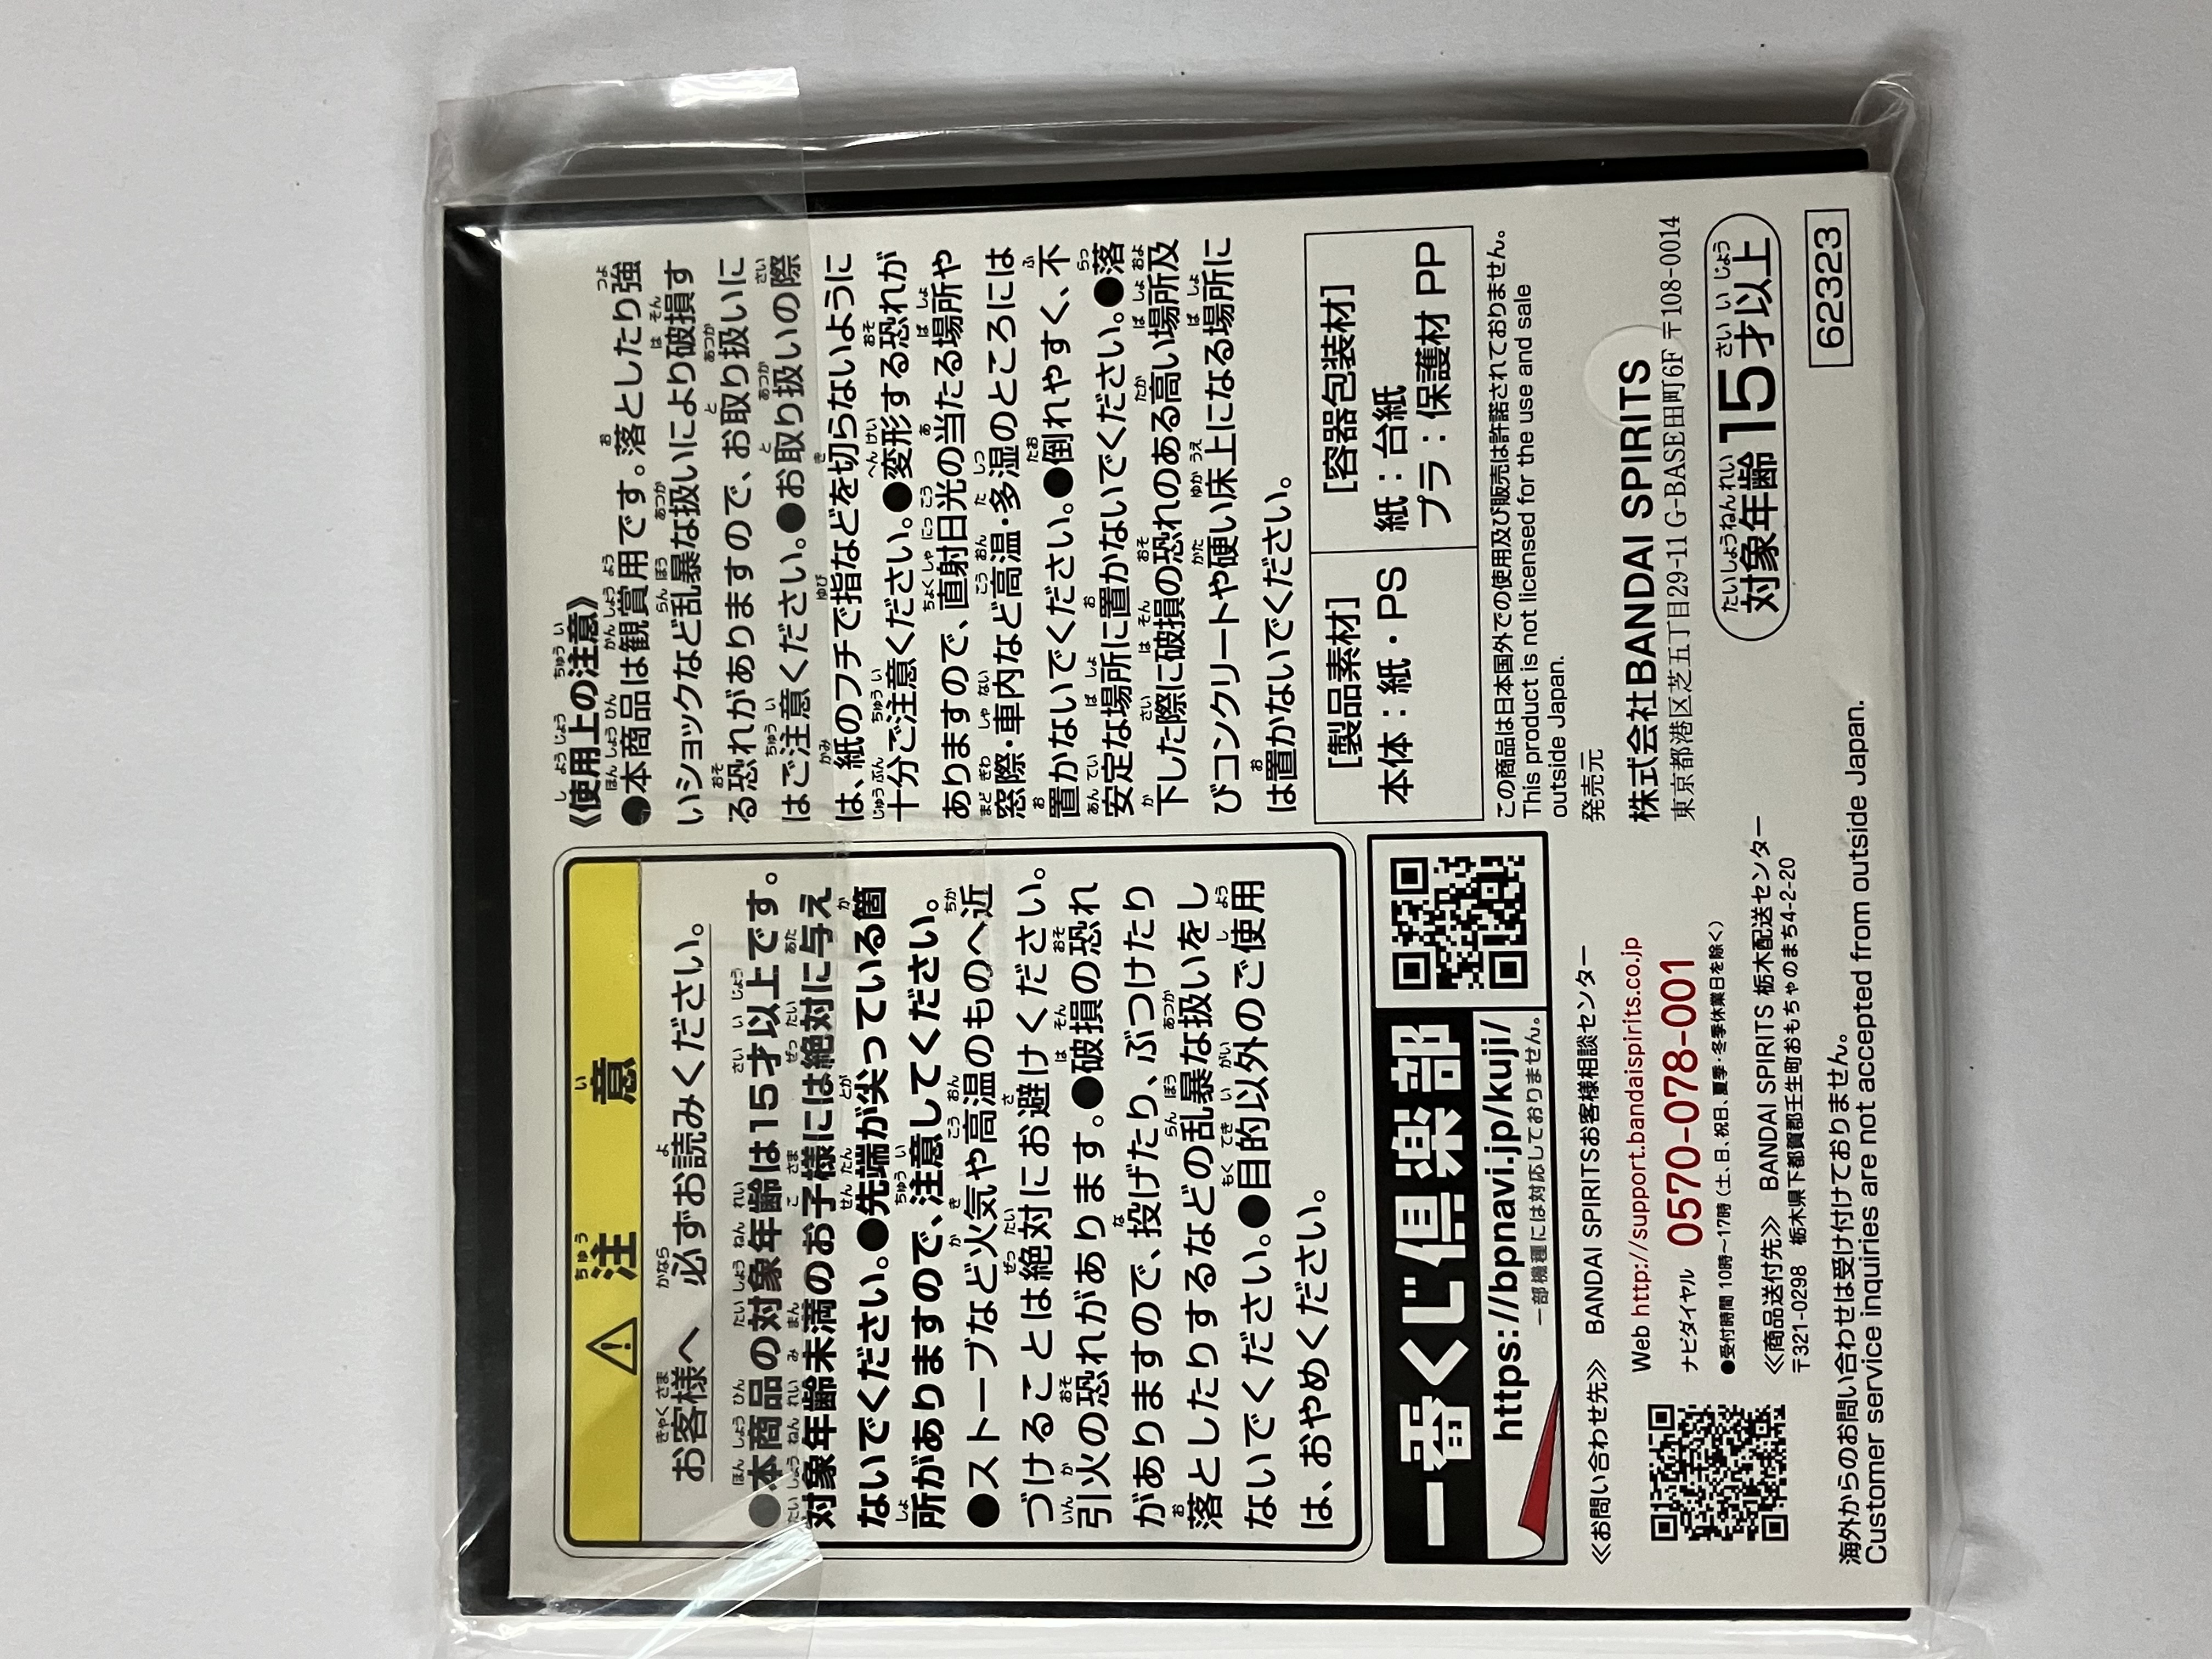 注意
お客様へ 必ずお読みください。
●本商品の対象年齢は15才以上です。
対象年齢未満のお子様には絶対に与え
ないでください。●先端が尖っている箇
所がありますので、注意してください。
●ストーブなど火気や高温のものへ近
づけることは絶対にお避けください。
引火の恐れがあります。●破損の恐れ
がありますので、投げたり、ぶつけたり
落としたりするなどの乱暴な扱いをし
ないでください。●目的以外のご使用
は、おやめください。
《使用上の注意》
●本商品は観賞用です。落としたり強
いショックなど乱暴な扱いにより破損す
る恐れがありますので、お取り扱いに
はご注意ください。●お取り扱いの際
は、紙のフチで指などを切らないように
十分ご注意ください。●変形する恐れが
ありますので、直射日光の当たる場所や
窓際・車内など高温・多湿のところには
置かないでください。●倒れやすく、不
安定な場所に置かないでください。●落
下した際に破損の恐れのある高い場所及
びコンクリートや硬い床上になる場所に
は置かないでください。
[製品素材]
本体：紙・PS
[容器包装材]
紙：台紙
プラ：保護材 PP
この商品は日本国外での使用及び販売は許諾されておりません。
This product is not licensed for the use and sale
outside Japan.
発売元
株式会社BANDAI SPIRITS
東京都港区芝五丁目29-11 G-BASE田町6F 〒108-0014
対象年齢 15才以上
62323
一番くじ倶楽部
https://bpnavi.jp/kuji/
一部機種には対応しておりません。
≪お問い合わせ先≫ BANDAI SPIRITSお客様相談センター
Web http://support.bandaispirits.co.jp
ナビダイヤル 0570-078-001
●受付時間 10時～17時（土、日、祝日、夏季・冬季休業日を除く）
≪商品送付先≫ BANDAI SPIRITS 栃木配送センター
〒321-0298 栃木県下都賀郡壬生町おもちゃのまち4-2-20
海外からのお問い合わせは受け付けておりません。
Customer service inquiries are not accepted from outside Japan.